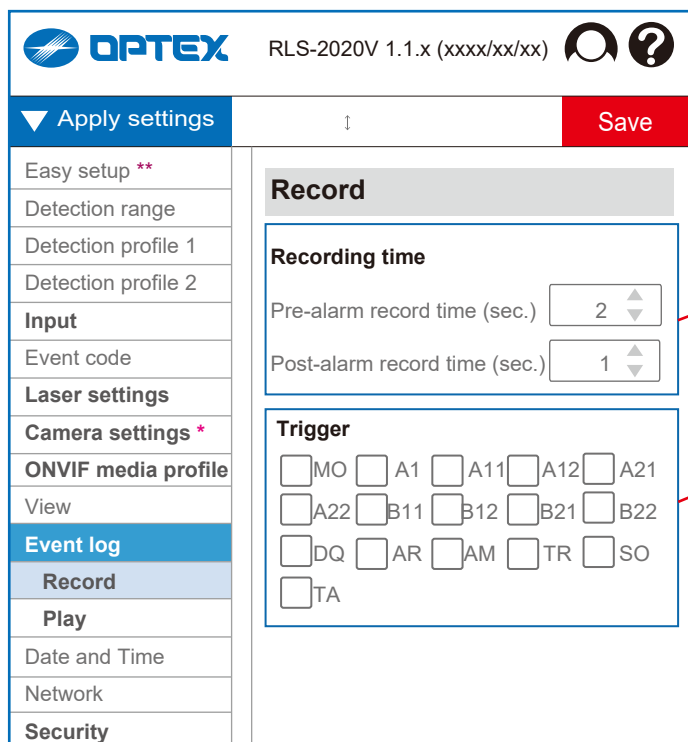 OPTEX RLS-2020V 1.1.x (xxxx/xx/xx) ?
Apply settings Save
Easy setup **
Detection range
Detection profile 1
Detection profile 2
Input
Event code
Laser settings
Camera settings *
ONVIF media profile
View
Event log
Record
Play
Date and Time
Network
Security
Record
Recording time
Pre-alarm record time (sec.) 2
Post-alarm record time (sec.) 1
Trigger
MO A1 A11 A12 A21
A22 B11 B12 B21 B22
DQ AR AM TR SO
TA